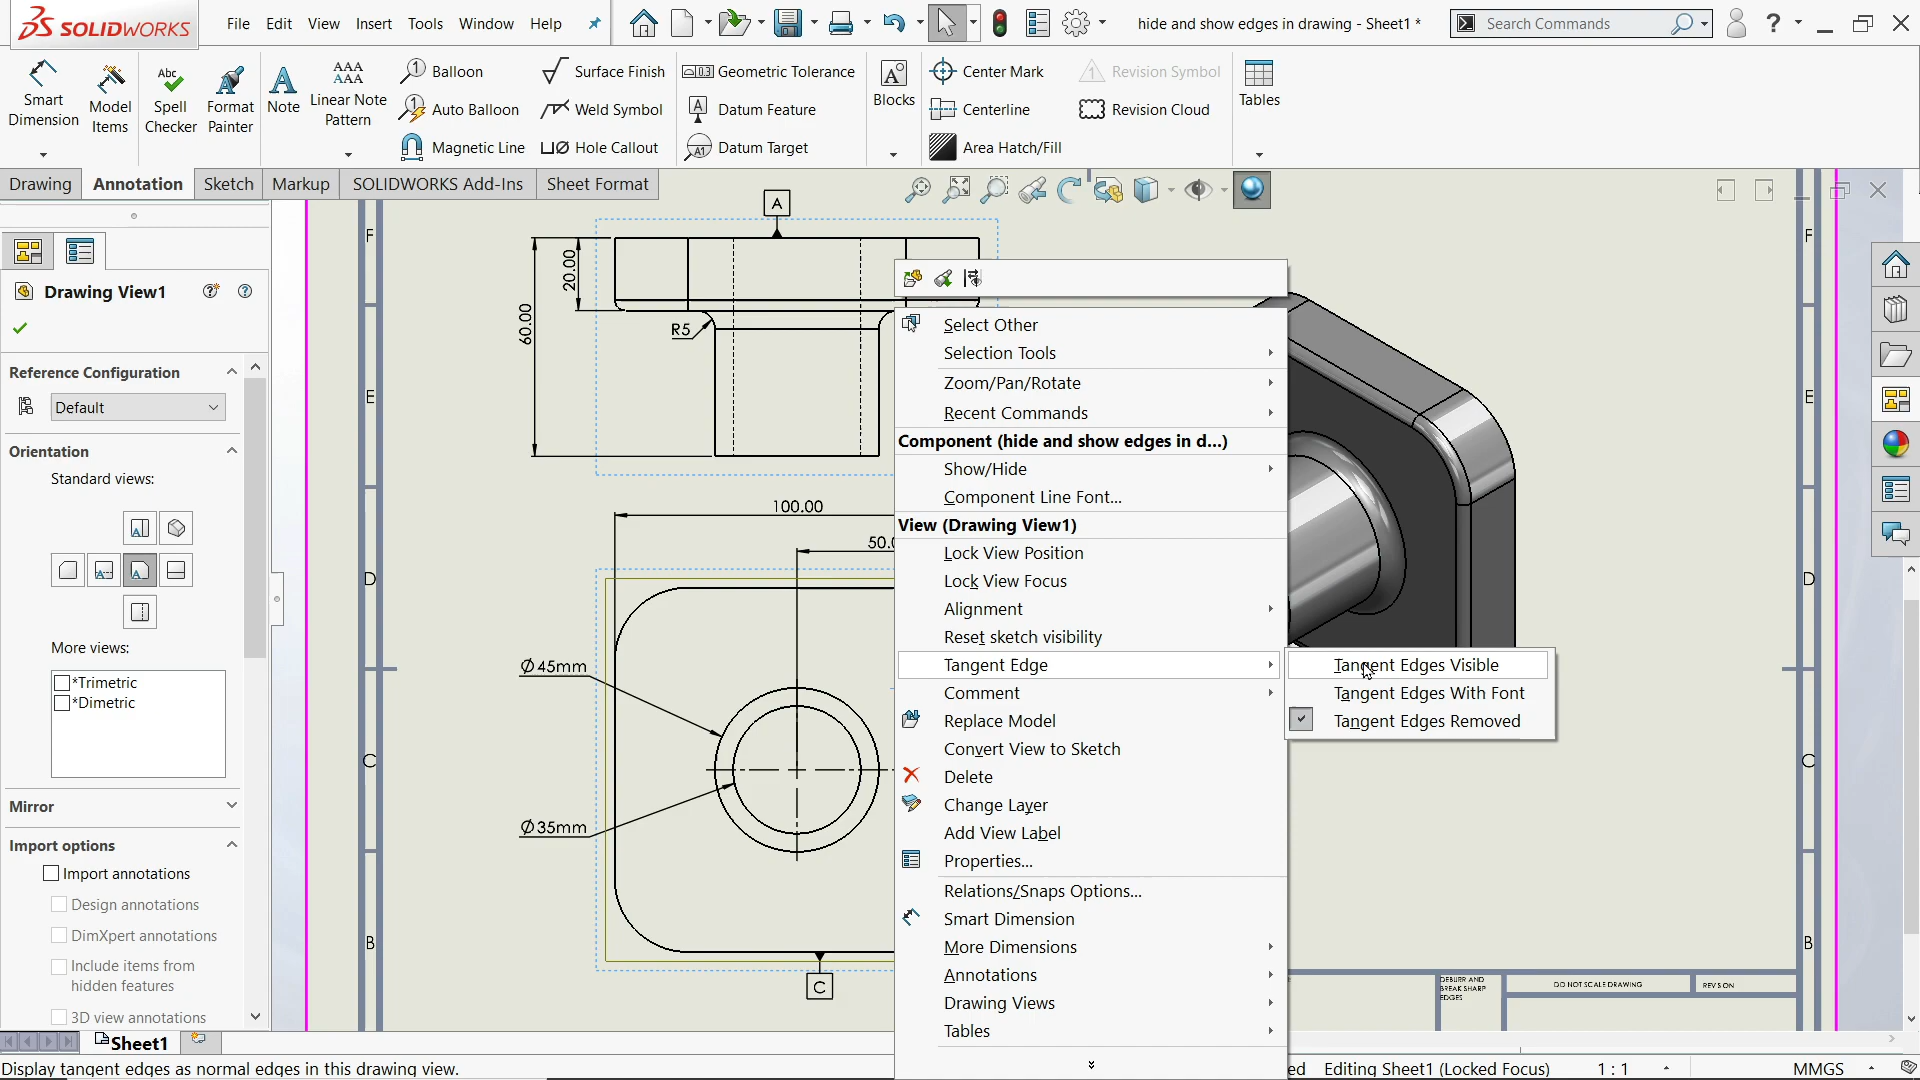 SOLIDWORKS
File Edit View Insert Tools Window Help
hide and show edges in drawing - Sheet1 *
Search Commands
?
Smart Dimension
Model Items
Abc
Spell Checker
Format Painter
A
Note
AAA
AAA
Linear Note Pattern
Balloon
Auto Balloon
Magnetic Line
Surface Finish
Weld Symbol
Hole Callout
Geometric Tolerance
Datum Feature
Datum Target
Blocks
Center Mark
Centerline
Area Hatch/Fill
Revision Symbol
Revision Cloud
Tables
Drawing Annotation Sketch Markup SOLIDWORKS Add-Ins Sheet Format
Drawing View1
Reference Configuration
Default
Orientation
Standard views:
More views:
*Trimetric
*Dimetric
Mirror
Import options
Import annotations
Design annotations
DimXpert annotations
Include items from
hidden features
3D view annotations
Sheet1
Display tangent edges as normal edges in this drawing view.
F
E
D
C
B
A
20.00
60.00
R5
100.00
50.0
Ø45mm
Ø35mm
C
Select Other
Selection Tools
Zoom/Pan/Rotate
Recent Commands
Component (hide and show edges in d...)
Show/Hide
Component Line Font...
View (Drawing View1)
Lock View Position
Lock View Focus
Alignment
Reset sketch visibility
Tangent Edge
Comment
Replace Model
Convert View to Sketch
Delete
Change Layer
Add View Label
Properties...
Relations/Snaps Options...
Smart Dimension
More Dimensions
Annotations
Drawing Views
Tables
Tangent Edges Visible
Tangent Edges With Font
Tangent Edges Removed
F
E
D
C
B
DEBURR AND
BREAK SHARP
EDGES
DO NOT SCALE DRAWING
REVISION
ed Editing Sheet1 (Locked Focus) 1 : 1 MMGS